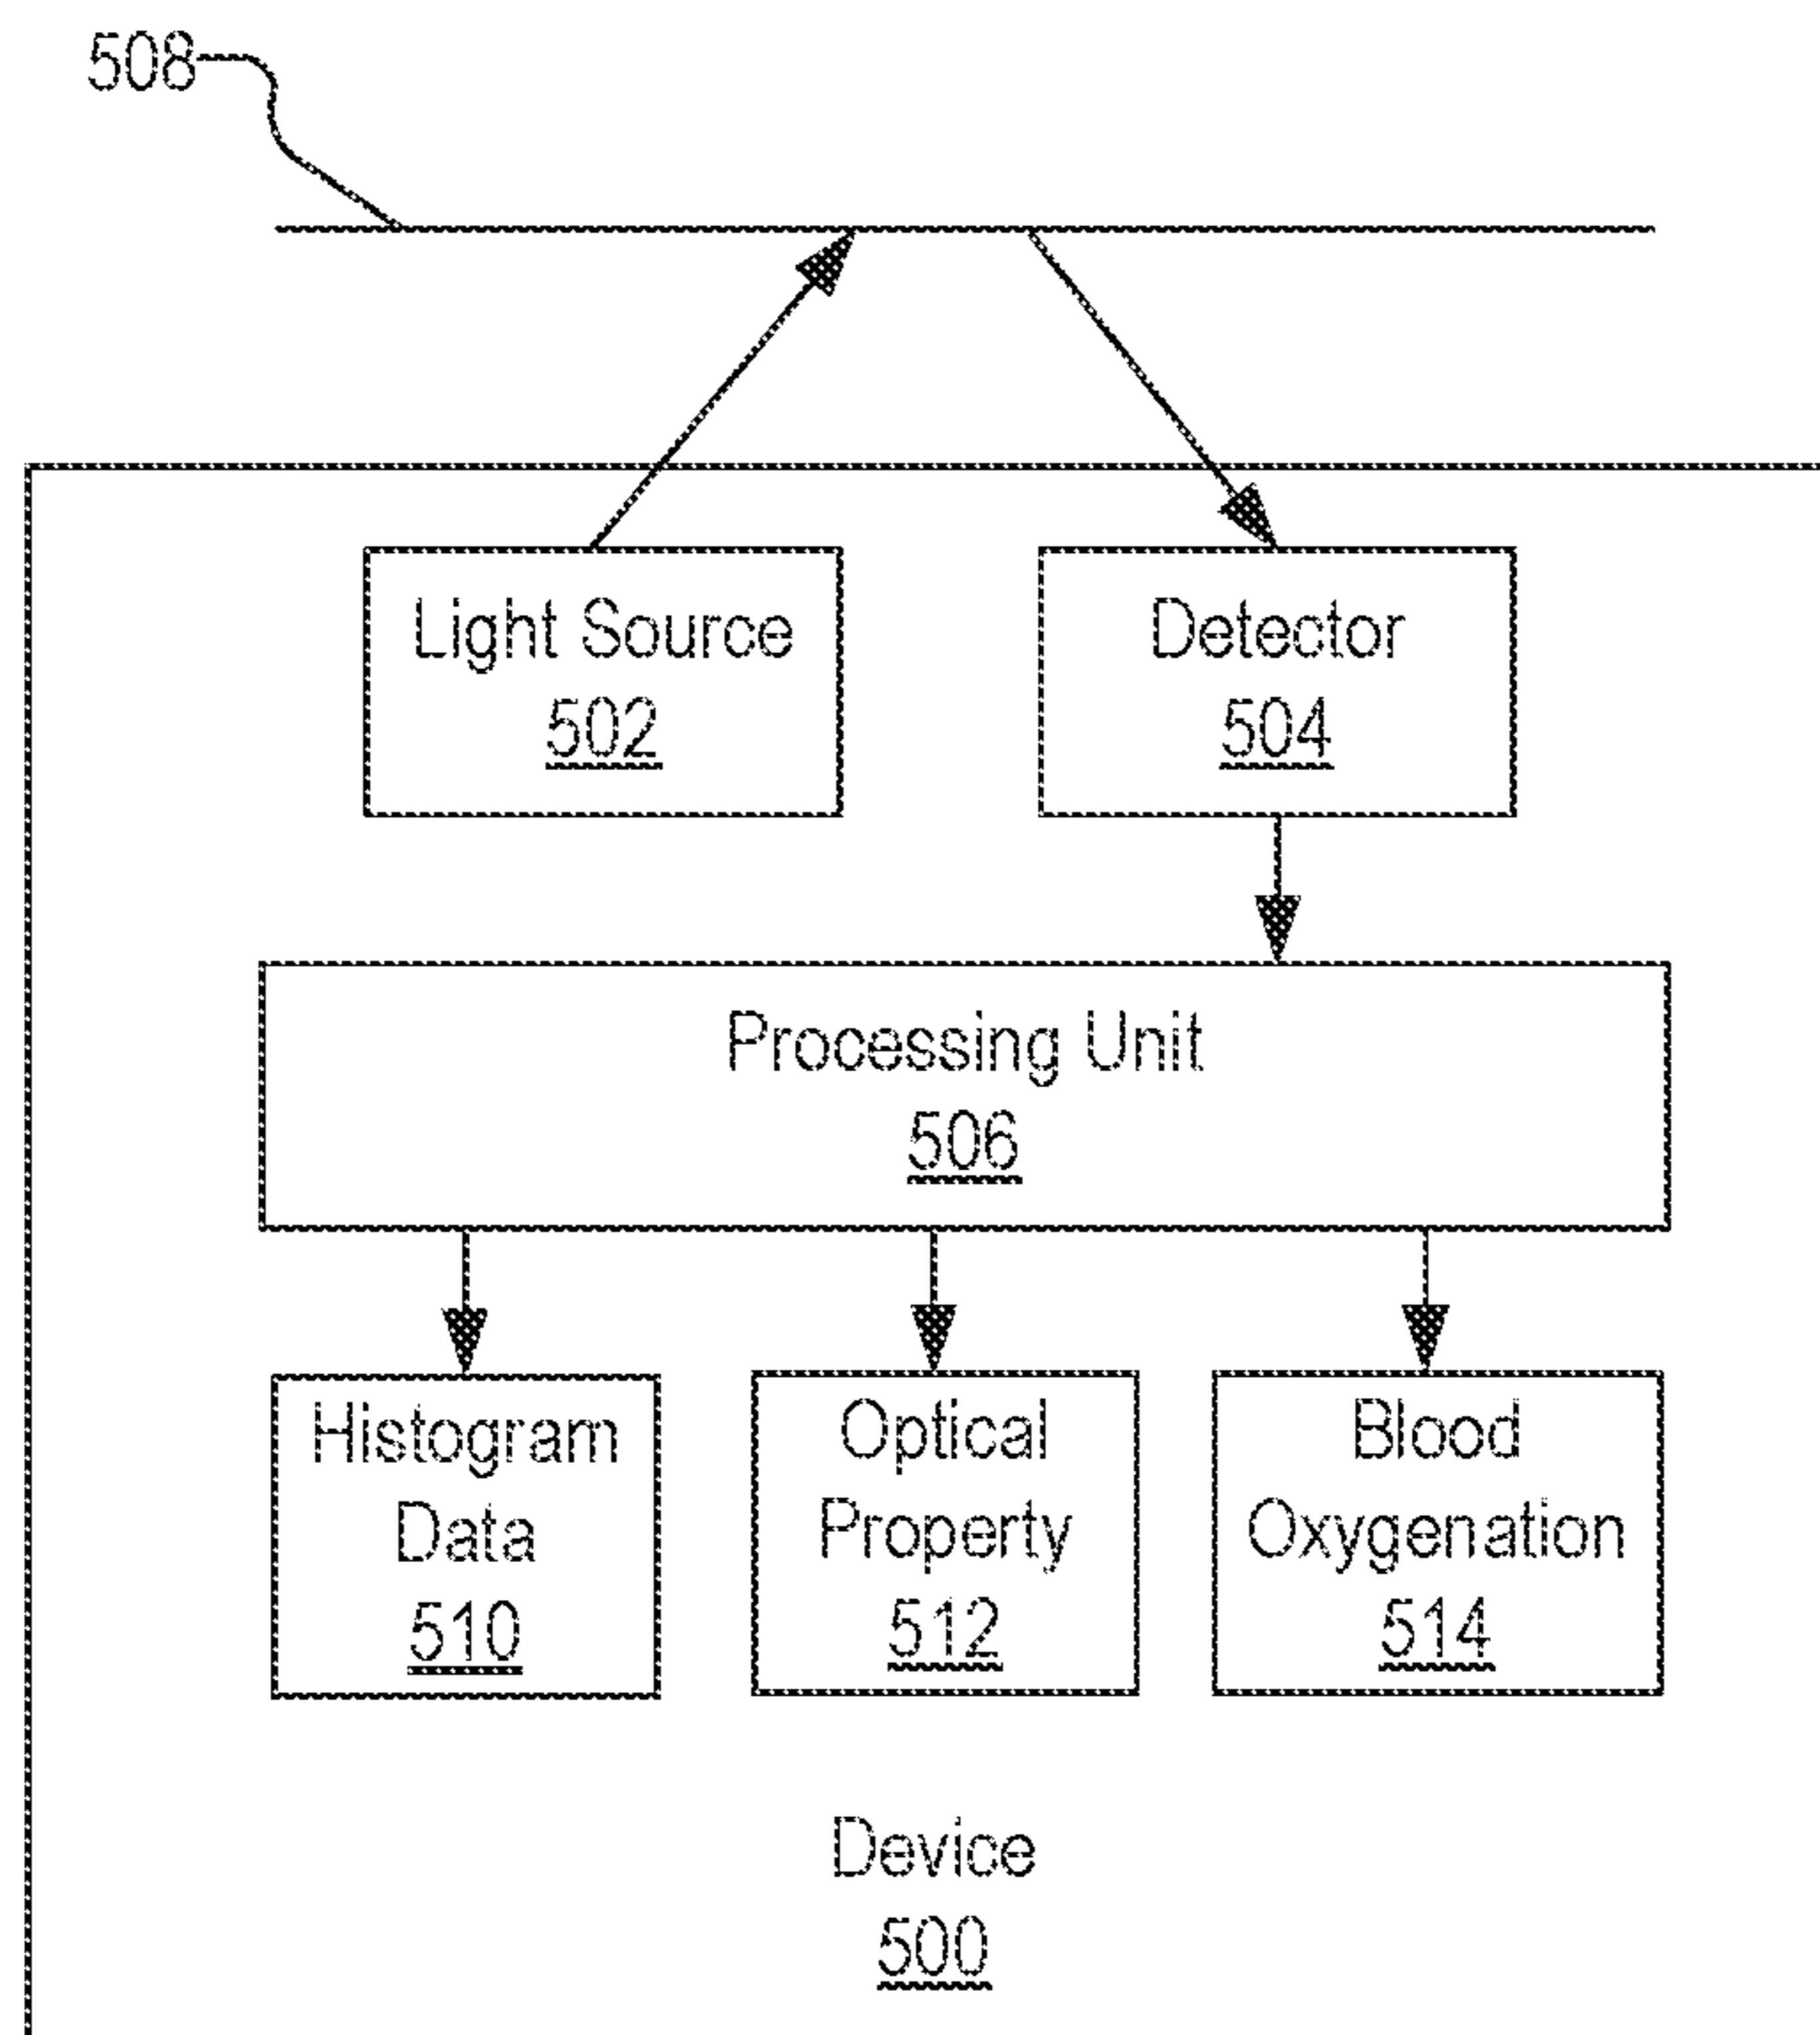 508
Light Source
502
Detector
504
Processing Unit
506
Histogram
Data
510
Optical
Property
512
Blood
Oxygenation
514
Device
500